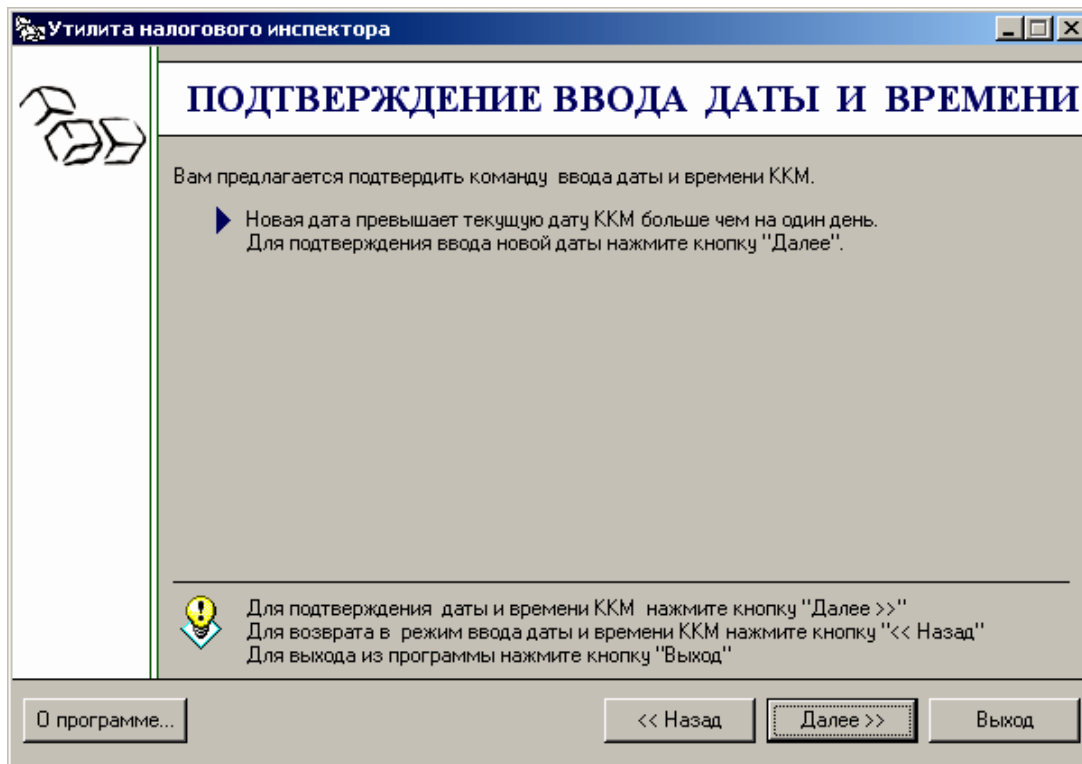 Утилита налогового инспектора
ПОДТВЕРЖДЕНИЕ ВВОДА ДАТЫ И ВРЕМЕНИ
Вам предлагается подтвердить команду ввода даты и времени ККМ.
Новая дата превышает текущую дату ККМ больше чем на один день.
Для подтверждения ввода новой даты нажмите кнопку "Далее".
Для подтверждения даты и времени ККМ нажмите кнопку "Далее >>"
Для возврата в режим ввода даты и времени ККМ нажмите кнопку "<< Назад"
Для выхода из программы нажмите кнопку "Выход"
О программе... << Назад Далее >> Выход